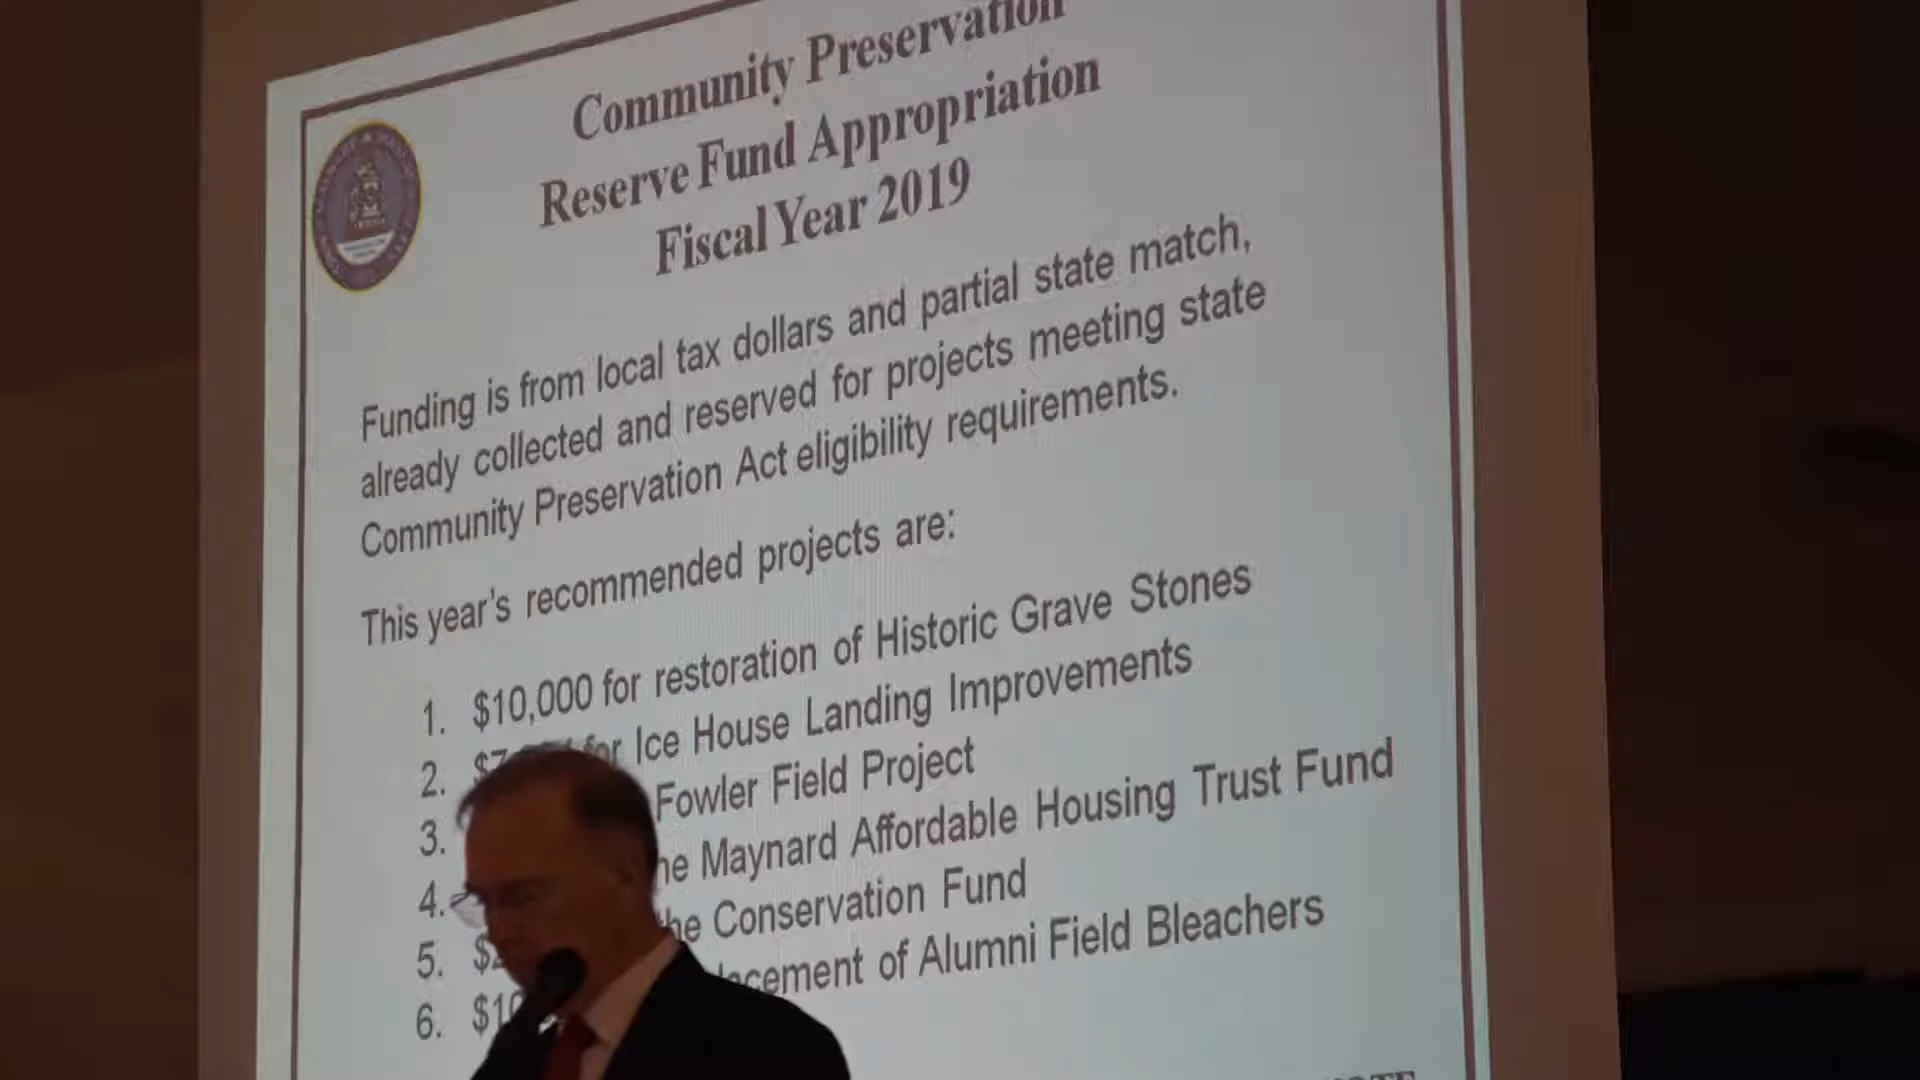 Community Preservation
Reserve Fund Appropriation
Fiscal Year 2019
Funding is from local tax dollars and partial state match,
already collected and reserved for projects meeting state
Community Preservation Act eligibility requirements.
This year's recommended projects are:
1. $10,000 for restoration of Historic Grave Stones
2. for Ice House Landing Improvements
3. Fowler Field Project
4. Maynard Affordable Housing Trust Fund
5. Conservation Fund
6. of Alumni Field Bleachers